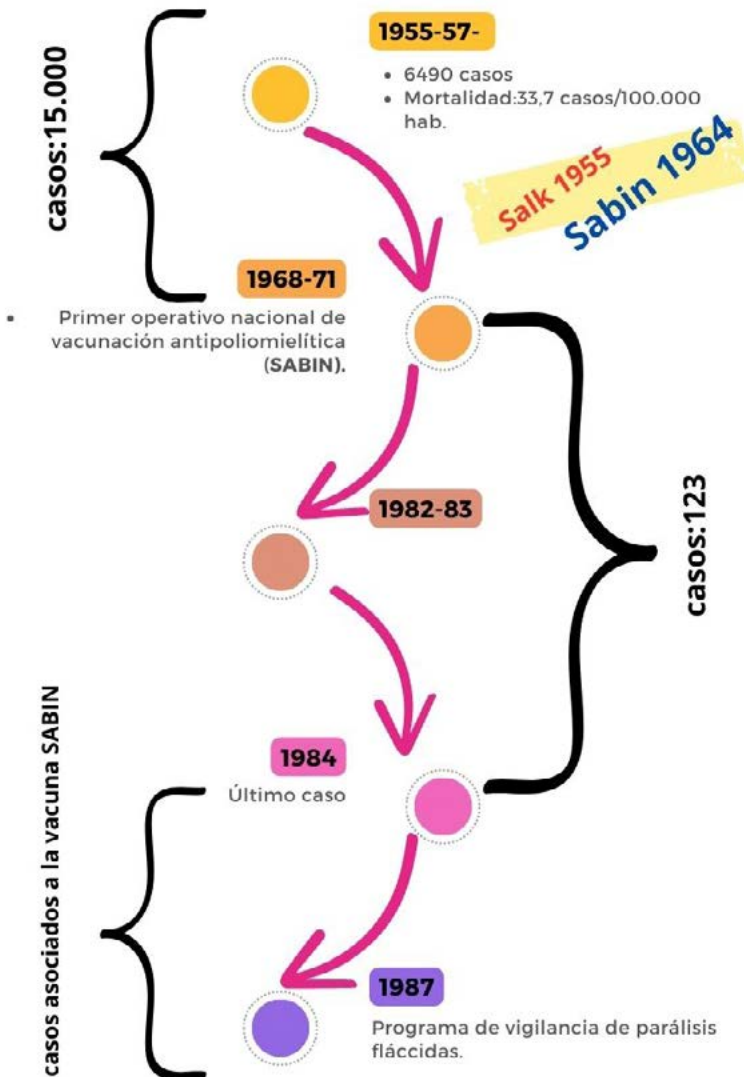 1955-57-
• 6490 casos
• Mortalidad:33,7 casos/100.000
hab.
casos:15.000
Salk 1955
Sabin 1964
1968-71
▪ Primer operativo nacional de
vacunación antipoliomielítica
(SABIN).
1982-83
casos:123
1984
Último caso
casos asociados a la vacuna SABIN
1987
Programa de vigilancia de parálisis
fláccidas.